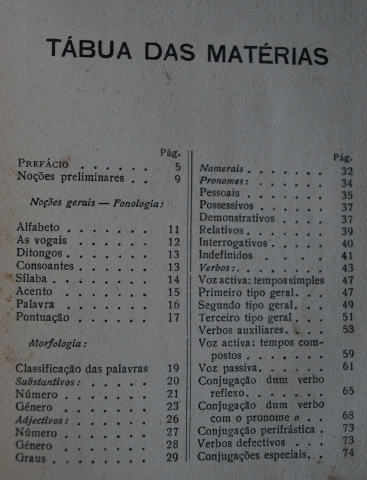 TÁBUA DAS MATÉRIAS
Pág.
PREFÁCIO . . . . . . 5
Noções preliminares . . 9
Noções gerais — Fonologia:
Alfabeto . . . . . . 11
As vogais . . . . . . 12
Ditongos . . . . . . 13
Consoantes . . . . . 13
Sílaba . . . . . . . 14
Acento . . . . . . . 15
Palavra . . . . . . . 16
Pontuação . . . . . . 17
Morfologia:
Classificação das palavras 19
Substantivos: . . . . . 20
Número . . . . . . 21
Género . . . . . . . 23
Adjectivos: . . . . . . 26
Número . . . . . . 27
Género . . . . . . . 28
Graus . . . . . . . 29
Pág.
Numerais . . . . . . . 32
Pronomes: . . . . . . 34
Pessoais . . . . . . . 35
Possessivos . . . . . . 37
Demonstrativos . . . . 37
Relativos . . . . . . . 39
Interrogativos . . . . . 40
Indefinidos . . . . . . 41
Verbos: . . . . . . . . 43
Voz activa: tempos simples 47
Primeiro tipo geral. . . . 47
Segundo tipo geral. . . . 49
Terceiro tipo geral. . . . 51
Verbos auxiliares. . . . . 53
Voz activa: tempos com-
postos . . . . . . . 59
Voz passiva . . . . . . 61
Conjugação dum verbo
reflexo . . . . . . . 65
Conjugação dum verbo
com o pronome o . . . 68
Conjugação perifrástica . 73
Verbos defectivos . . . . 73
Conjugações especiais. . . 74